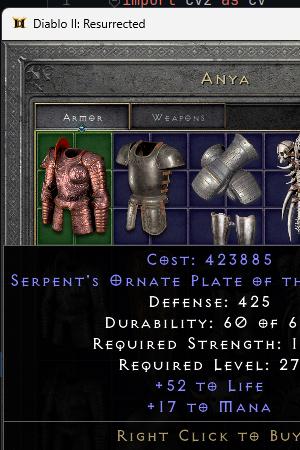 import cv2 as cv
Diablo II: Resurrected
Anya
Armor
Weapons
Cost: 423885
Serpent's Ornate Plate of
Defense: 425
Durability: 60 of 6
Required Strength: 1
Required Level: 27
+52 to Life
+17 to Mana
Right Click to Buy